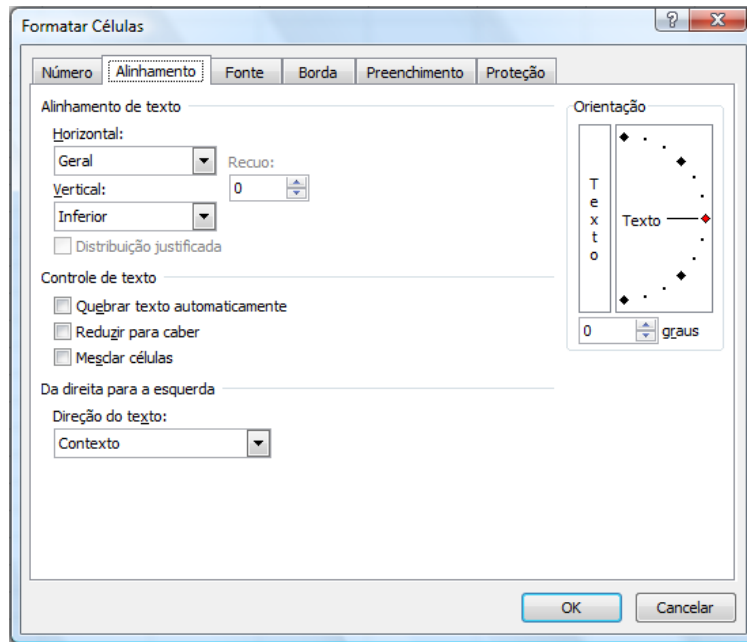 Formatar Células
Número Alinhamento Fonte Borda Preenchimento Proteção
Alinhamento de texto
Horizontal:
Geral
Recuo:
Vertical:
0
Inferior
Distribuição justificada
Controle de texto
Quebrar texto automaticamente
Reduzir para caber
Mesclar células
Da direita para a esquerda
Direção do texto:
Contexto
Orientação
T
e
x
t
o
Texto
0 graus
OK Cancelar